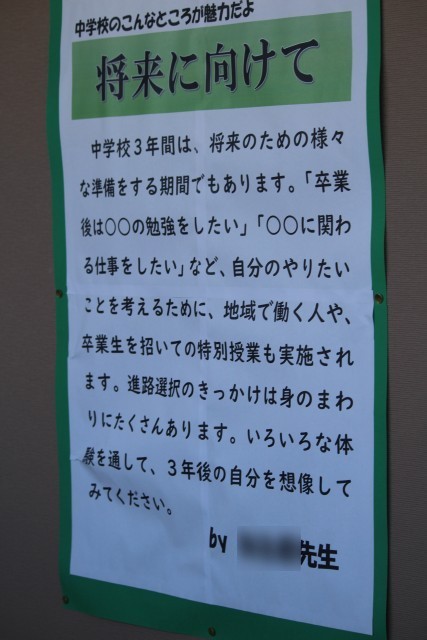 中学校のこんなところが魅力だよ
将来に向けて
中学校３年間は、将来のための様々
な準備をする期間でもあります。「卒業
後は○○の勉強をしたい」「○○に関わ
る仕事をしたい」など、自分のやりたい
ことを考えるために、地域で働く人や、
卒業生を招いての特別授業も実施され
ます。進路選択のきっかけは身のまわ
りにたくさんあります。いろいろな体
験を通して、３年後の自分を想像して
みてください。
by 先生